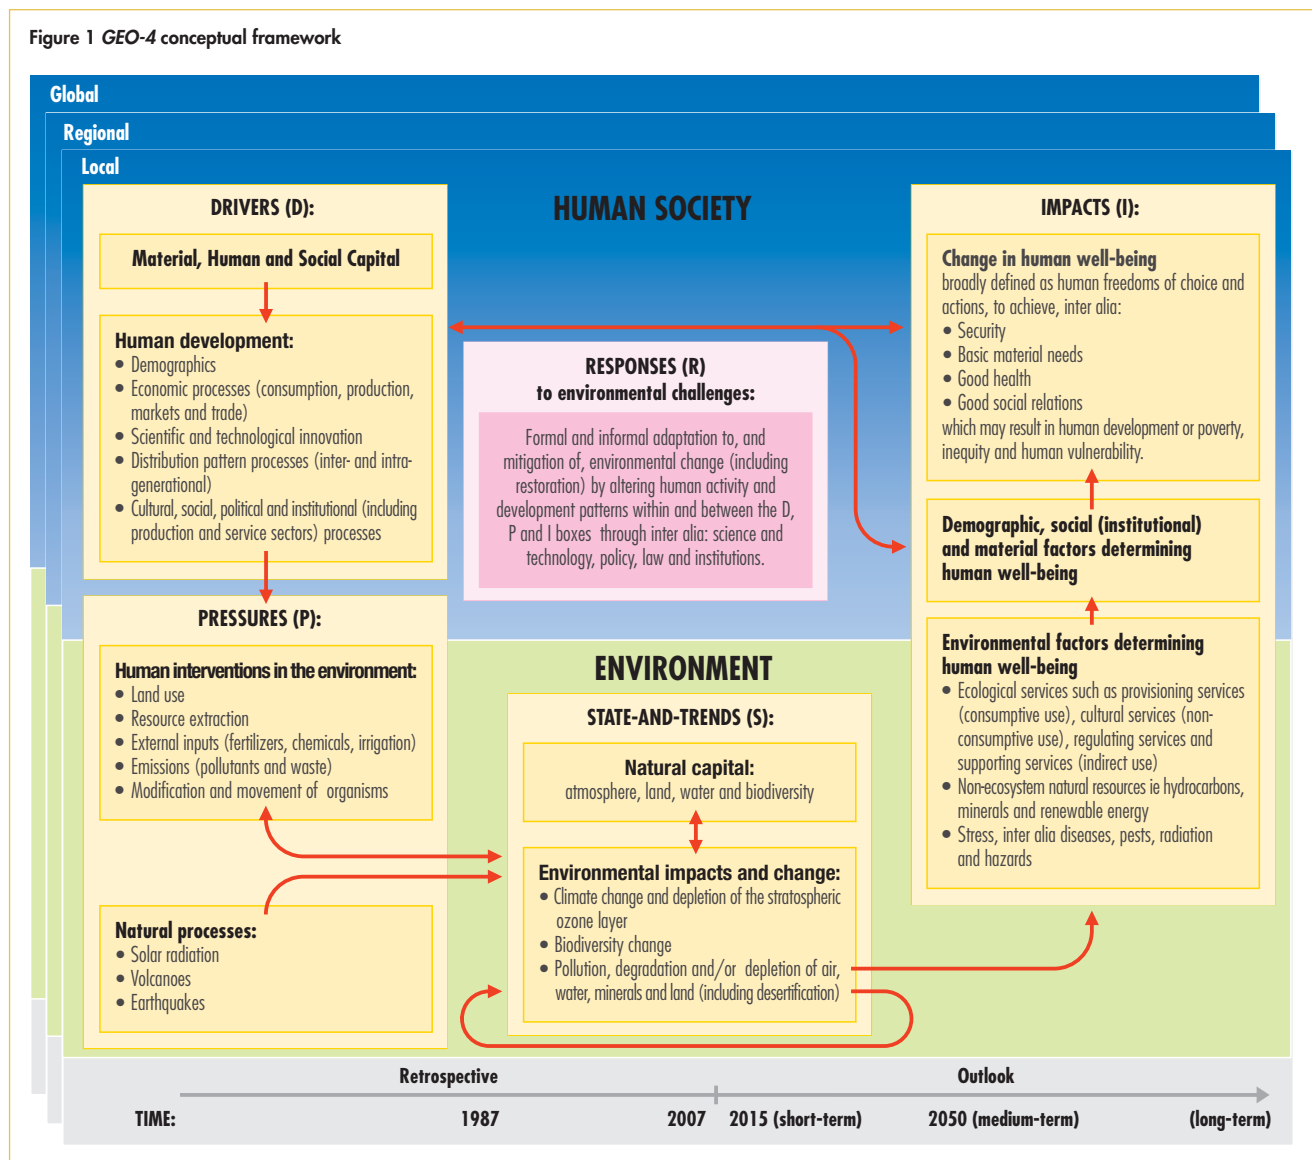 Figure 1 GEO-4 conceptual framework
Global
Regional
Local
HUMAN SOCIETY
DRIVERS (D):
Material, Human and Social Capital
Human development:
• Demographics
• Economic processes (consumption, production,
markets and trade)
• Scientific and technological innovation
• Distribution pattern processes (inter- and intra-
generational)
• Cultural, social, political and institutional (including
production and service sectors) processes
PRESSURES (P):
Human interventions in the environment:
• Land use
• Resource extraction
• External inputs (fertilizers, chemicals, irrigation)
• Emissions (pollutants and waste)
• Modification and movement of organisms
Natural processes:
• Solar radiation
• Volcanoes
• Earthquakes
RESPONSES (R)
to environmental challenges:
Formal and informal adaptation to, and
mitigation of, environmental change (including
restoration) by altering human activity and
development patterns within and between the D,
P and I boxes through inter alia: science and
technology, policy, law and institutions.
ENVIRONMENT
STATE-AND-TRENDS (S):
Natural capital:
atmosphere, land, water and biodiversity
Environmental impacts and change:
• Climate change and depletion of the stratospheric
ozone layer
• Biodiversity change
• Pollution, degradation and/or depletion of air,
water, minerals and land (including desertification)
IMPACTS (I):
Change in human well-being
broadly defined as human freedoms of choice and
actions, to achieve, inter alia:
• Security
• Basic material needs
• Good health
• Good social relations
which may result in human development or poverty,
inequity and human vulnerability.
Demographic, social (institutional)
and material factors determining
human well-being
Environmental factors determining
human well-being
• Ecological services such as provisioning services
(consumptive use), cultural services (non-
consumptive use), regulating services and
supporting services (indirect use)
• Non-ecosystem natural resources ie hydrocarbons,
minerals and renewable energy
• Stress, inter alia diseases, pests, radiation
and hazards
Retrospective
Outlook
TIME:
1987
2007
2015 (short-term)
2050 (medium-term)
(long-term)